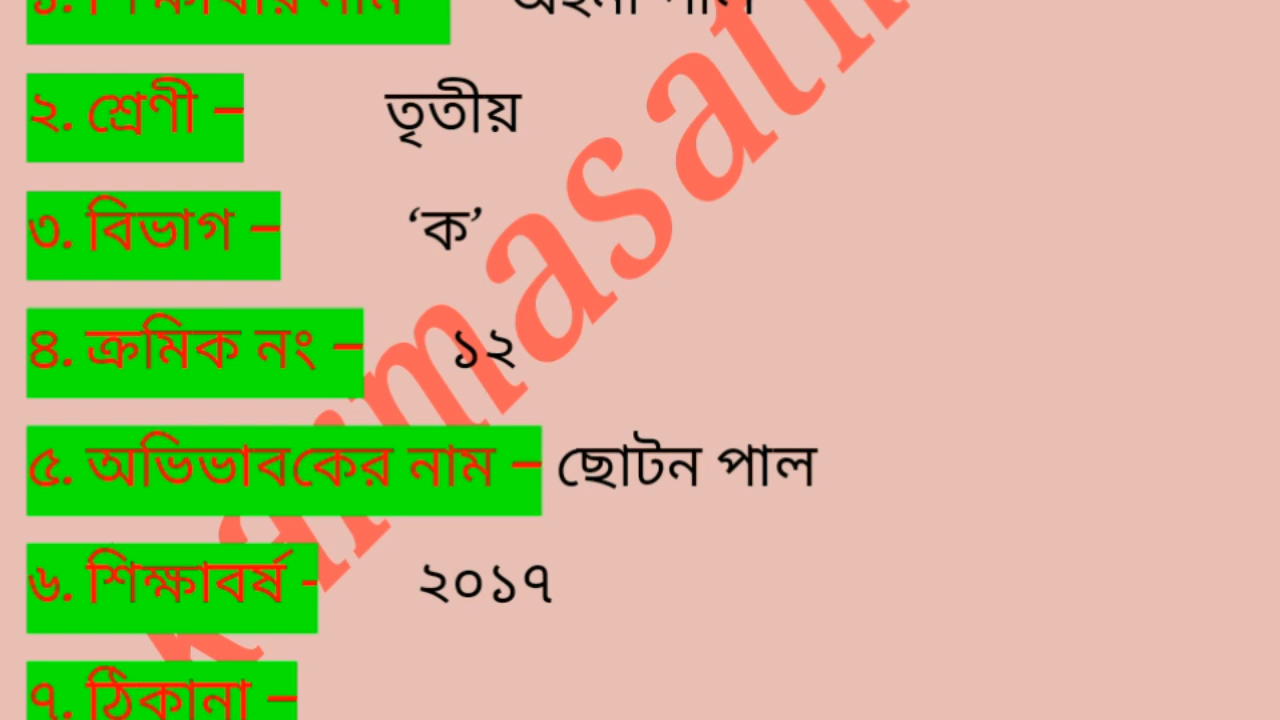 ২. শ্রেণী – তৃতীয়
৩. বিভাগ – ‘ক’
৪. ক্রমিক নং – ১২
৫. অভিভাবকের নাম – ছোটন পাল
৬. শিক্ষাবর্ষ - ২০১৭
৭. ঠিকানা –